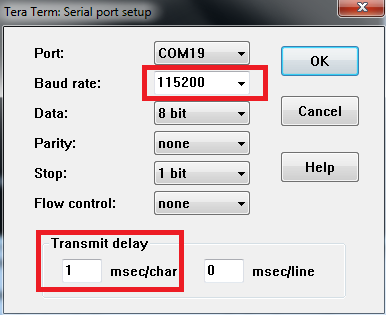 Tera Term: Serial port setup
Port: COM19 OK
Baud rate: 115200
Data: 8 bit Cancel
Parity: none
Stop: 1 bit Help
Flow control: none
Transmit delay
1 msec/char 0 msec/line